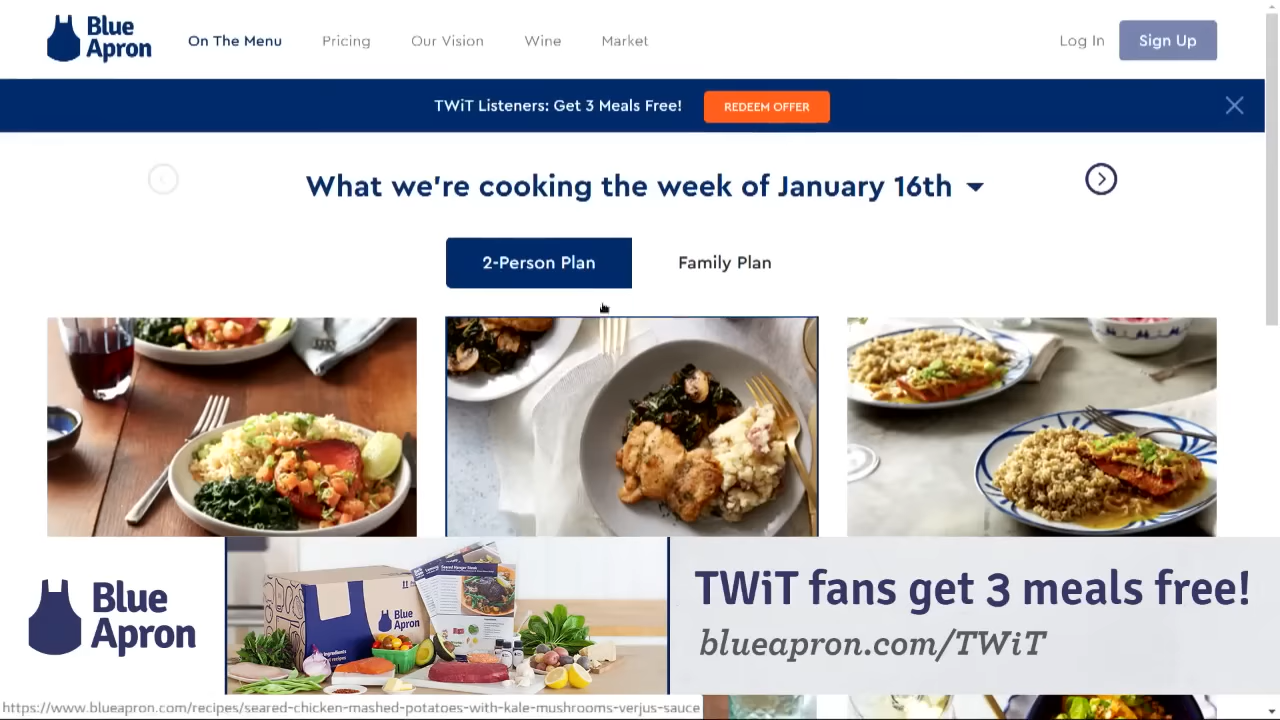 Blue
Apron
On The Menu
Pricing
Our Vision
Wine
Market
Log In
Sign Up
TWiT Listeners: Get 3 Meals Free!
REDEEM OFFER
What we're cooking the week of January 16th
2-Person Plan
Family Plan
Blue
Apron
Blue
Apron
TWiT fans get 3 meals free!
blueapron.com/TWiT
https://www.blueapron.com/recipes/seared-chicken-mashed-potatoes-with-kale-mushrooms-verjus-sauce